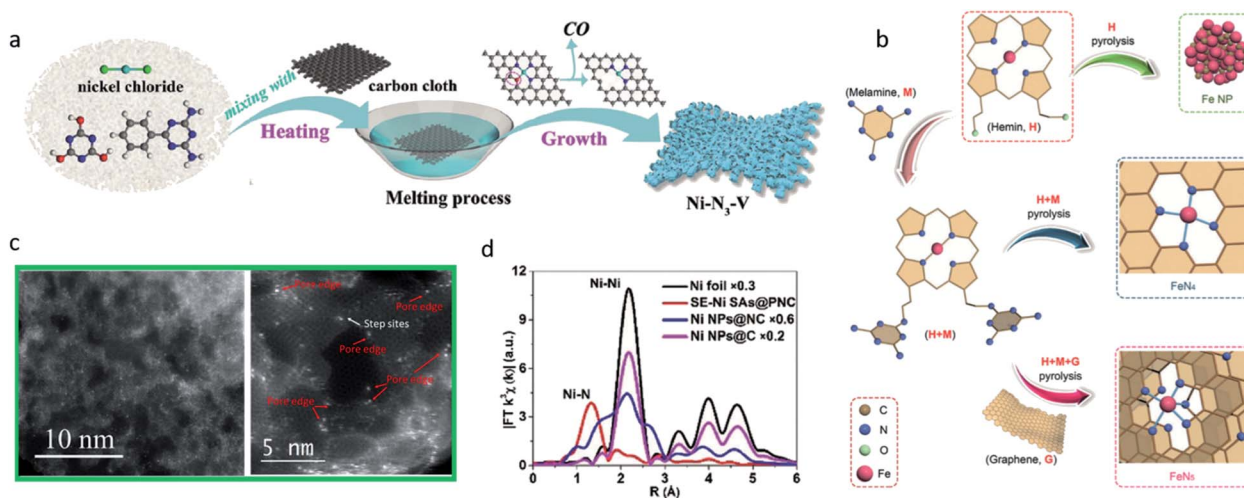 a
nickel chloride
mixing with
Heating
carbon cloth
Melting process
CO
Growth
Ni-N₃-V
b
H
pyrolysis
Fe NP
(Melamine, M)
(Hemin, H)
H+M
pyrolysis
FeN₄
(H+M)
H+M+G
pyrolysis
(Graphene, G)
FeN₅
C
N
O
Fe
c
10 nm
Pore edge
Pore edge
Step sites
Pore edge
Pore edge
Pore edge
5 nm
d
|FT k³χ (k)| (a.u.)
12
9
6
3
0
Ni-Ni
Ni-N
Ni foil ×0.3
SE-Ni SAs@PNC
Ni NPs@NC ×0.6
Ni NPs@C ×0.2
0 1 2 3 4 5 6
R (Å)